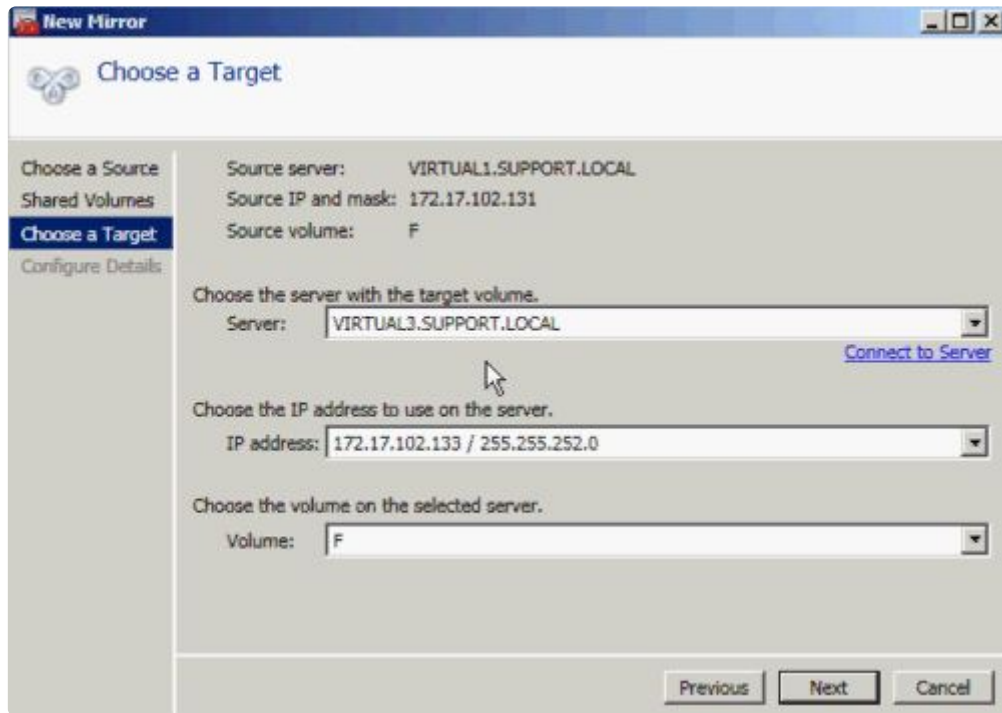 New Mirror
Choose a Target
Choose a Source
Shared Volumes
Choose a Target
Configure Details
Source server: VIRTUAL1.SUPPORT.LOCAL
Source IP and mask: 172.17.102.131
Source volume: F
Choose the server with the target volume.
Server: VIRTUAL3.SUPPORT.LOCAL
Connect to Server
Choose the IP address to use on the server.
IP address: 172.17.102.133 / 255.255.252.0
Choose the volume on the selected server.
Volume: F
Previous Next Cancel